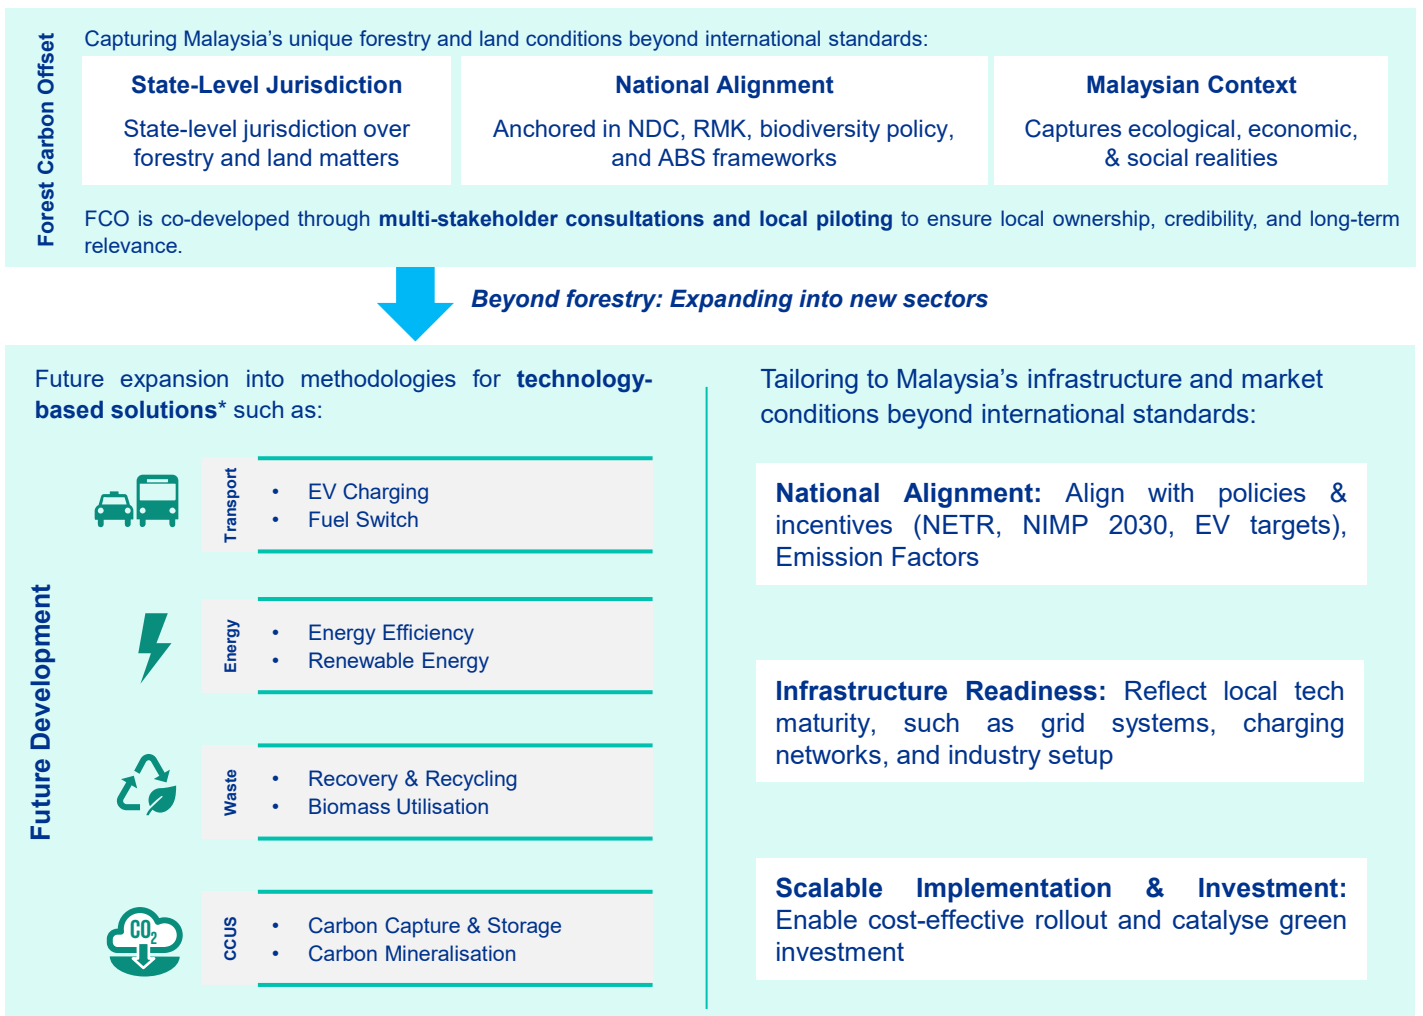 Forest Carbon Offset
Capturing Malaysia's unique forestry and land conditions beyond international standards:
State-Level Jurisdiction
State-level jurisdiction over
forestry and land matters
National Alignment
Anchored in NDC, RMK, biodiversity policy,
and ABS frameworks
Malaysian Context
Captures ecological, economic,
& social realities
FCO is co-developed through multi-stakeholder consultations and local piloting to ensure local ownership, credibility, and long-term
relevance.
Beyond forestry: Expanding into new sectors
Future Development
Future expansion into methodologies for technology-
based solutions* such as:
Transport
• EV Charging
• Fuel Switch
Energy
• Energy Efficiency
• Renewable Energy
Waste
• Recovery & Recycling
• Biomass Utilisation
CO2
CCUS
• Carbon Capture & Storage
• Carbon Mineralisation
Tailoring to Malaysia's infrastructure and market
conditions beyond international standards:
National Alignment: Align with policies &
incentives (NETR, NIMP 2030, EV targets),
Emission Factors
Infrastructure Readiness: Reflect local tech
maturity, such as grid systems, charging
networks, and industry setup
Scalable Implementation & Investment:
Enable cost-effective rollout and catalyse green
investment